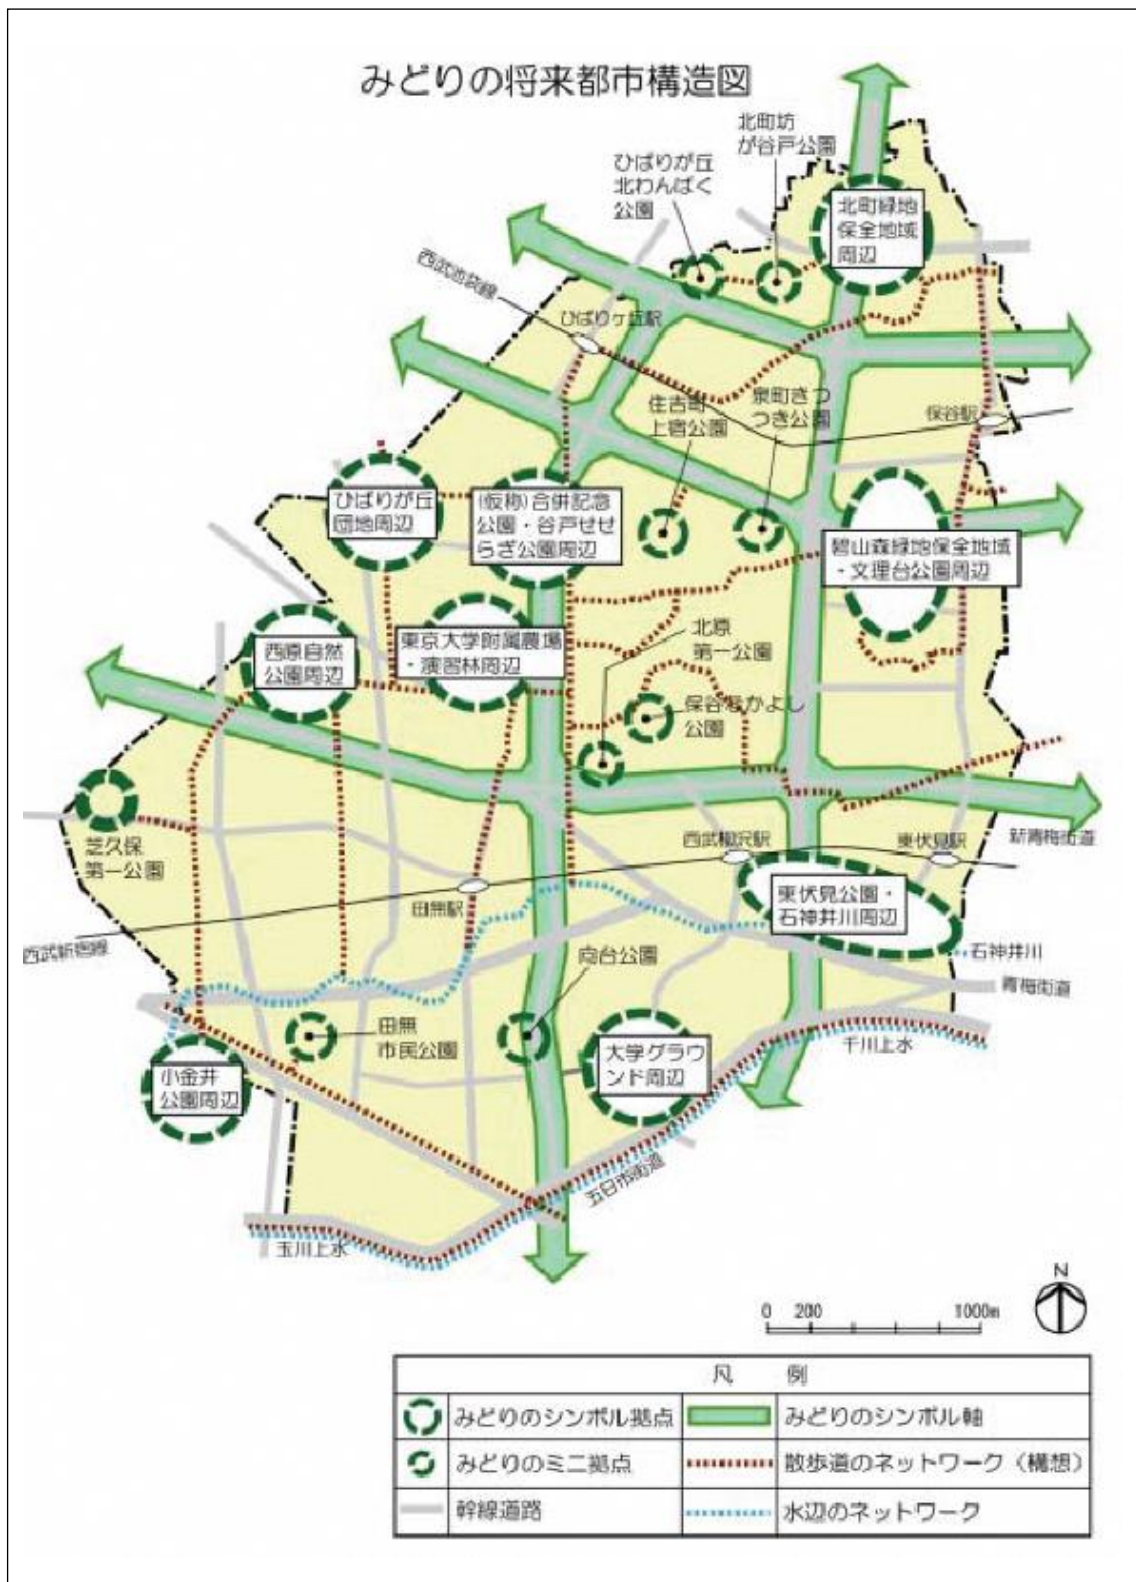 みどりの将来都市構造図
北町坊
が谷戸公園
ひばりが丘
北わんぱく
公園
北町緑地
保全地域
周辺
西武池袋線
ひばりヶ丘駅
住吉町
上宿公園
泉町きつ
つき公園
保谷駅
ひばりが丘
団地周辺
(仮称)合併記念
公園・谷戸せせ
らぎ公園周辺
碧山森緑地保全地域
・文理台公園周辺
西原自然
公園周辺
東京大学附属農場
・演習林周辺
北原
第一公園
保谷なかよし
公園
芝久保
第一公園
西武柳沢駅
東伏見駅
新青梅街道
田無駅
東伏見公園・
石神井川周辺
西武新宿線
向台公園
石神井川
青梅街道
田無
市民公園
大学グラウ
ンド周辺
千川上水
小金井
公園周辺
五日市街道
玉川上水
N
0 200 1000m
凡 例
みどりのシンボル拠点
みどりのシンボル軸
みどりのミニ拠点
散歩道のネットワーク（構想）
幹線道路
水辺のネットワーク